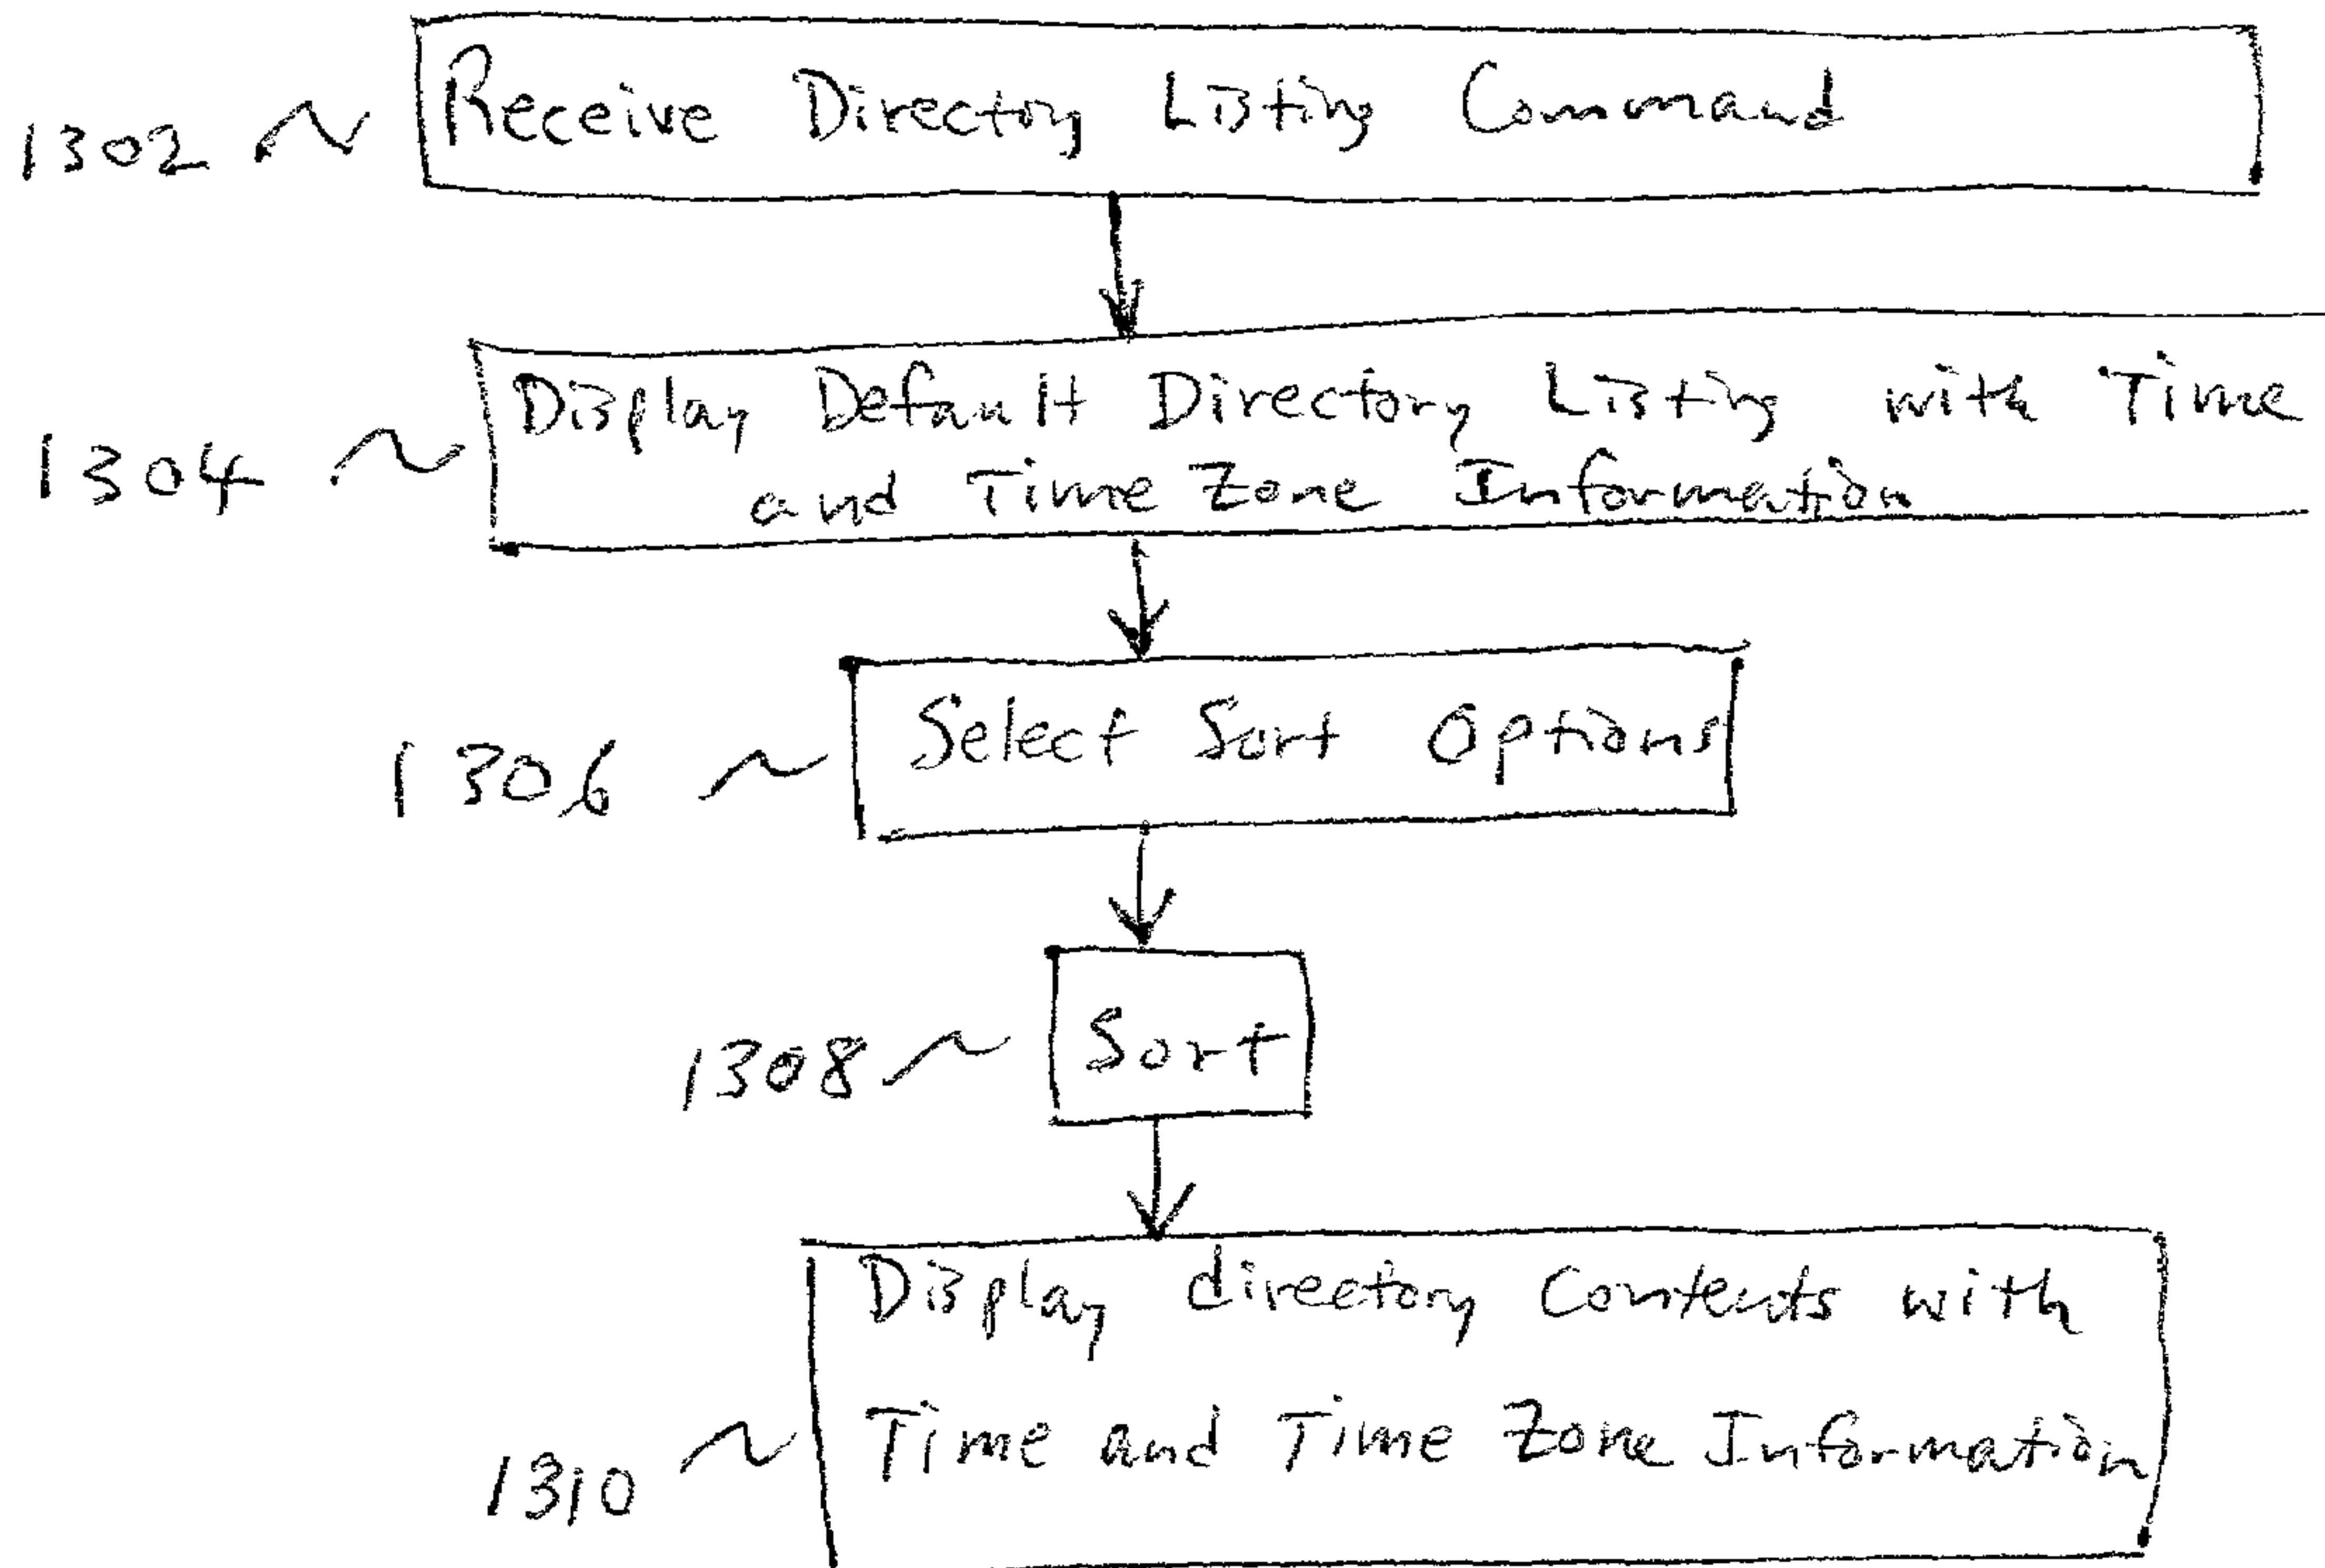 1302 Receive Directory Listing Command
1304 Display Default Directory Listing with Time
and Time Zone Information
1306 Select Sort Options
1308 Sort
Display directory Contents with
1310 Time and Time Zone Information